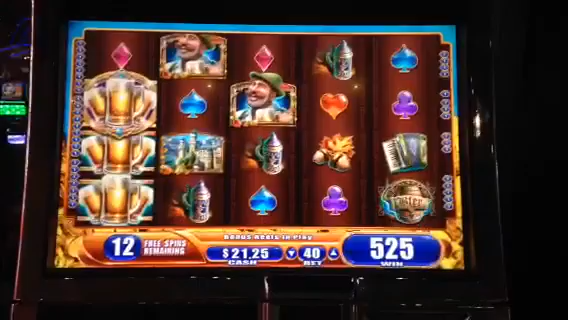 Bonus Reels in Play
12 FREE SPINS REMAINING
$21.25 CASH
40 BET
525 WIN